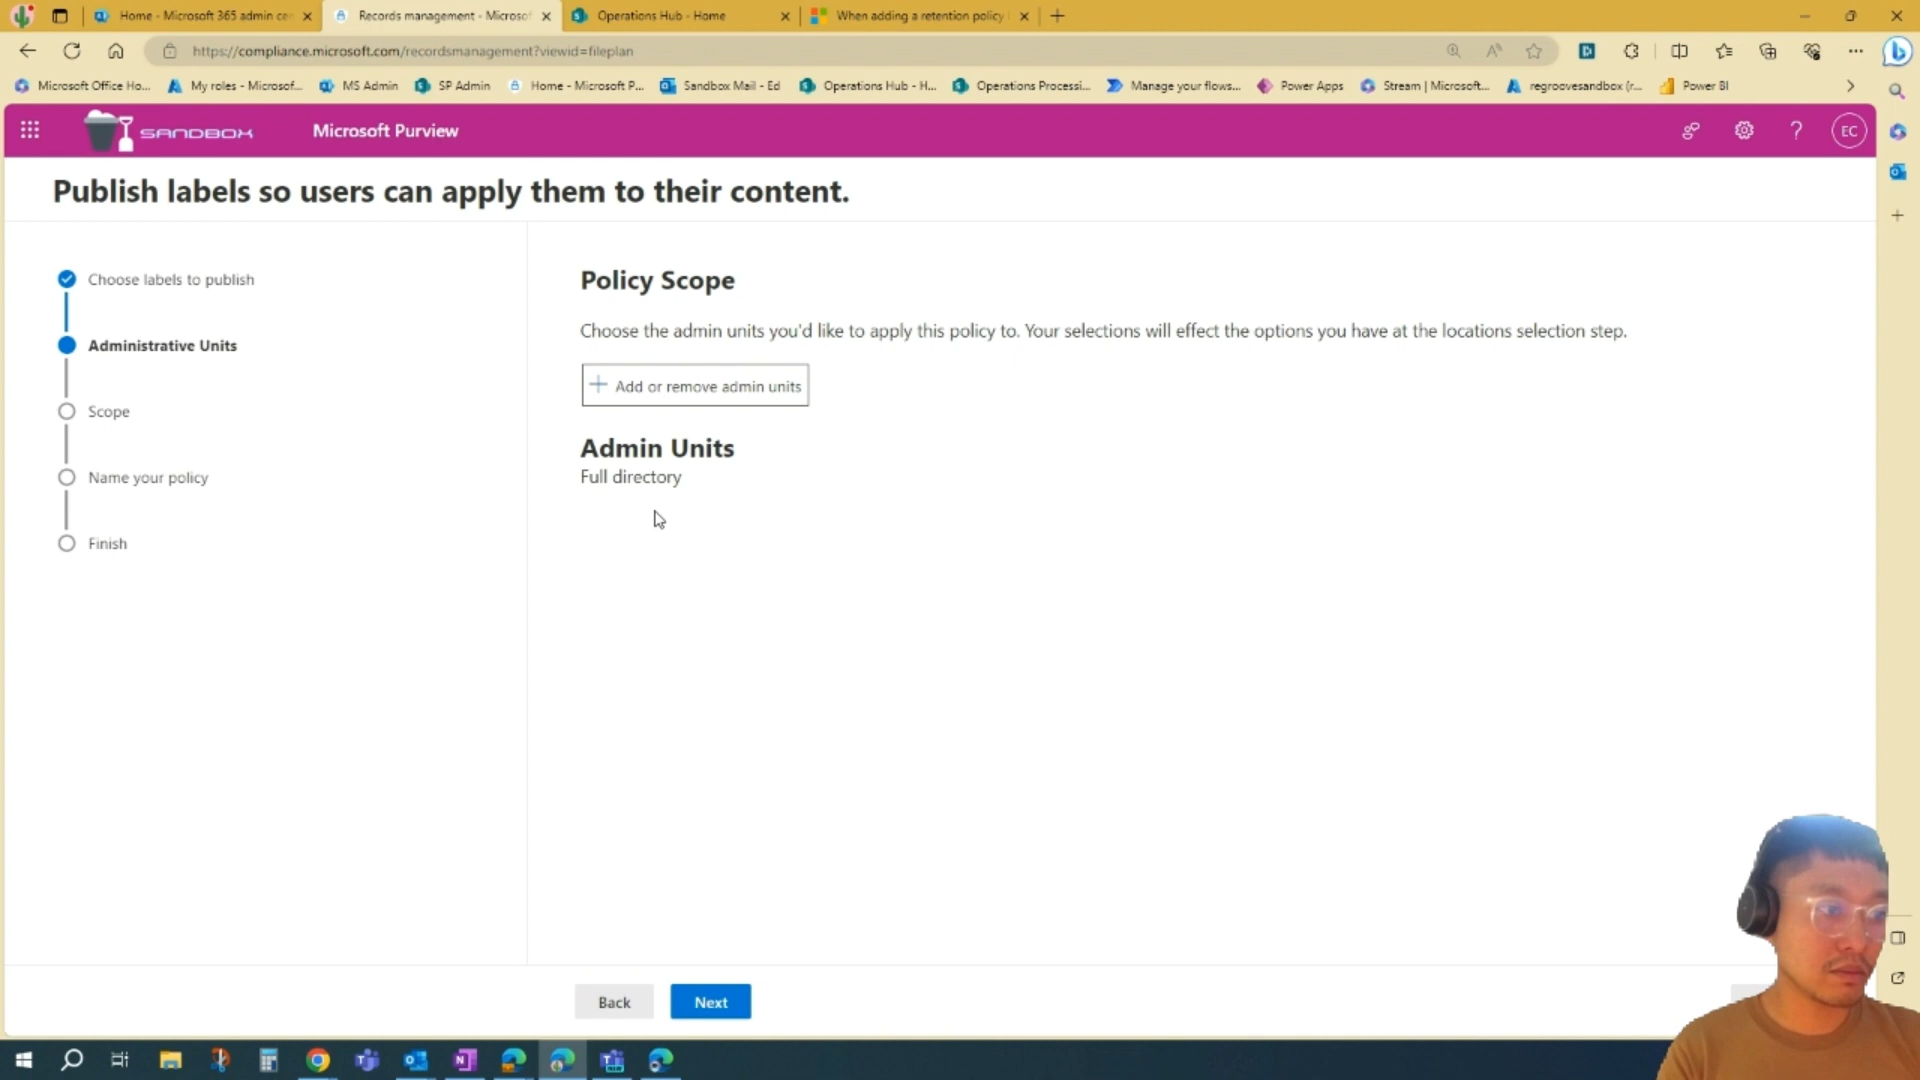 Home - Microsoft 365 admin cen
Records management - Microsof
Operations Hub - Home
When adding a retention policy
https://compliance.microsoft.com/recordsmanagement?viewid=fileplan
Microsoft Office Ho...
My roles - Microsof...
MS Admin
SP Admin
Home - Microsoft P...
Sandbox Mail - Ed
Operations Hub - H...
Operations Processi...
Manage your flows...
Power Apps
Stream | Microsoft...
regroovesandbox (r...
Power BI
SANDBOX
Microsoft Purview
EC
Publish labels so users can apply them to their content.
Choose labels to publish
Administrative Units
Scope
Name your policy
Finish
Policy Scope
Choose the admin units you'd like to apply this policy to. Your selections will effect the options you have at the locations selection step.
Add or remove admin units
Admin Units
Full directory
Back
Next